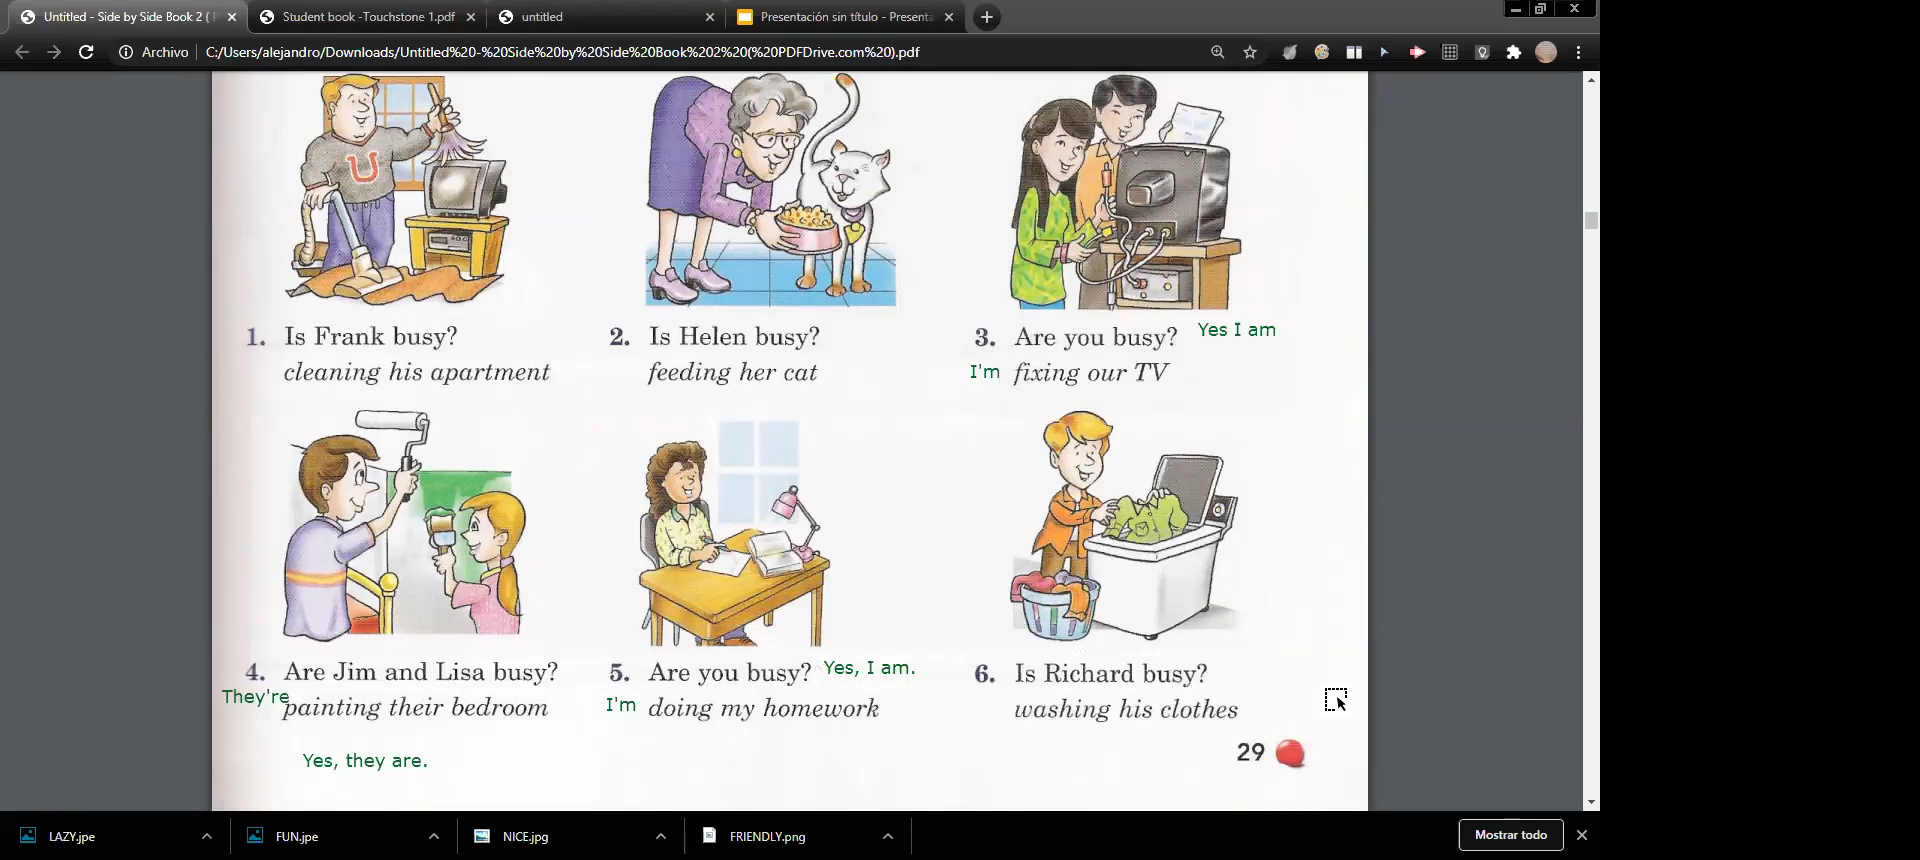 Untitled - Side by Side Book 2 ( I
Student book -Touchstone 1.pdf
untitled
Presentación sin título - Presenta
Archivo
C:/Users/alejandro/Downloads/Untitled%20-%20Side%20by%20Side%20Book%202%20(%20PDFDrive.com%20).pdf
U
1. Is Frank busy?
cleaning his apartment
2. Is Helen busy?
feeding her cat
3. Are you busy? Yes I am
I'm fixing our TV
4. Are Jim and Lisa busy?
They're painting their bedroom
Yes, they are.
5. Are you busy? Yes, I am.
I'm doing my homework
6. Is Richard busy?
washing his clothes
29
LAZY.jpe
FUN.jpe
NICE.jpg
FRIENDLY.png
Mostrar todo